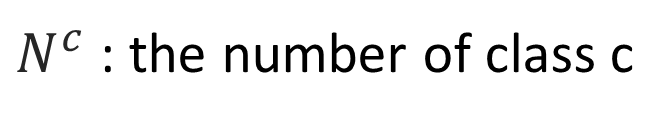 N^c : the number of class c